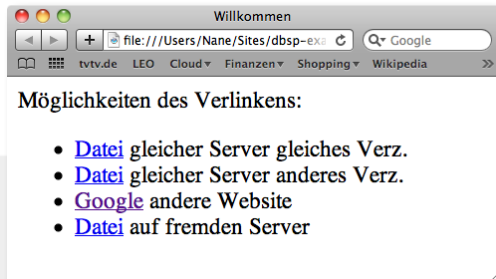 Willkommen
file:///Users/Nane/Sites/dbsp-exa Google
tvtv.de LEO Cloud Finanzen Shopping Wikipedia
Möglichkeiten des Verlinkens:
• Datei gleicher Server gleiches Verz.
• Datei gleicher Server anderes Verz.
• Google andere Website
• Datei auf fremden Server